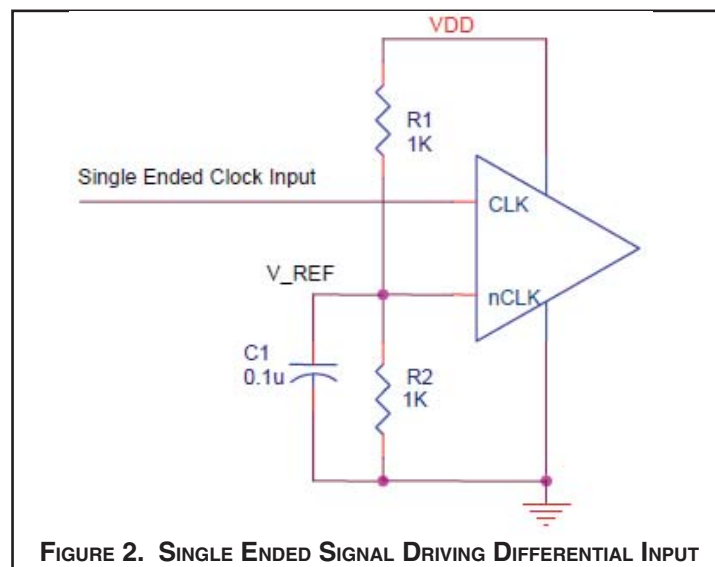 VDD
R1
1K
Single Ended Clock Input
CLK
V_REF
nCLK
C1
0.1u
R2
1K
FIGURE 2. SINGLE ENDED SIGNAL DRIVING DIFFERENTIAL INPUT